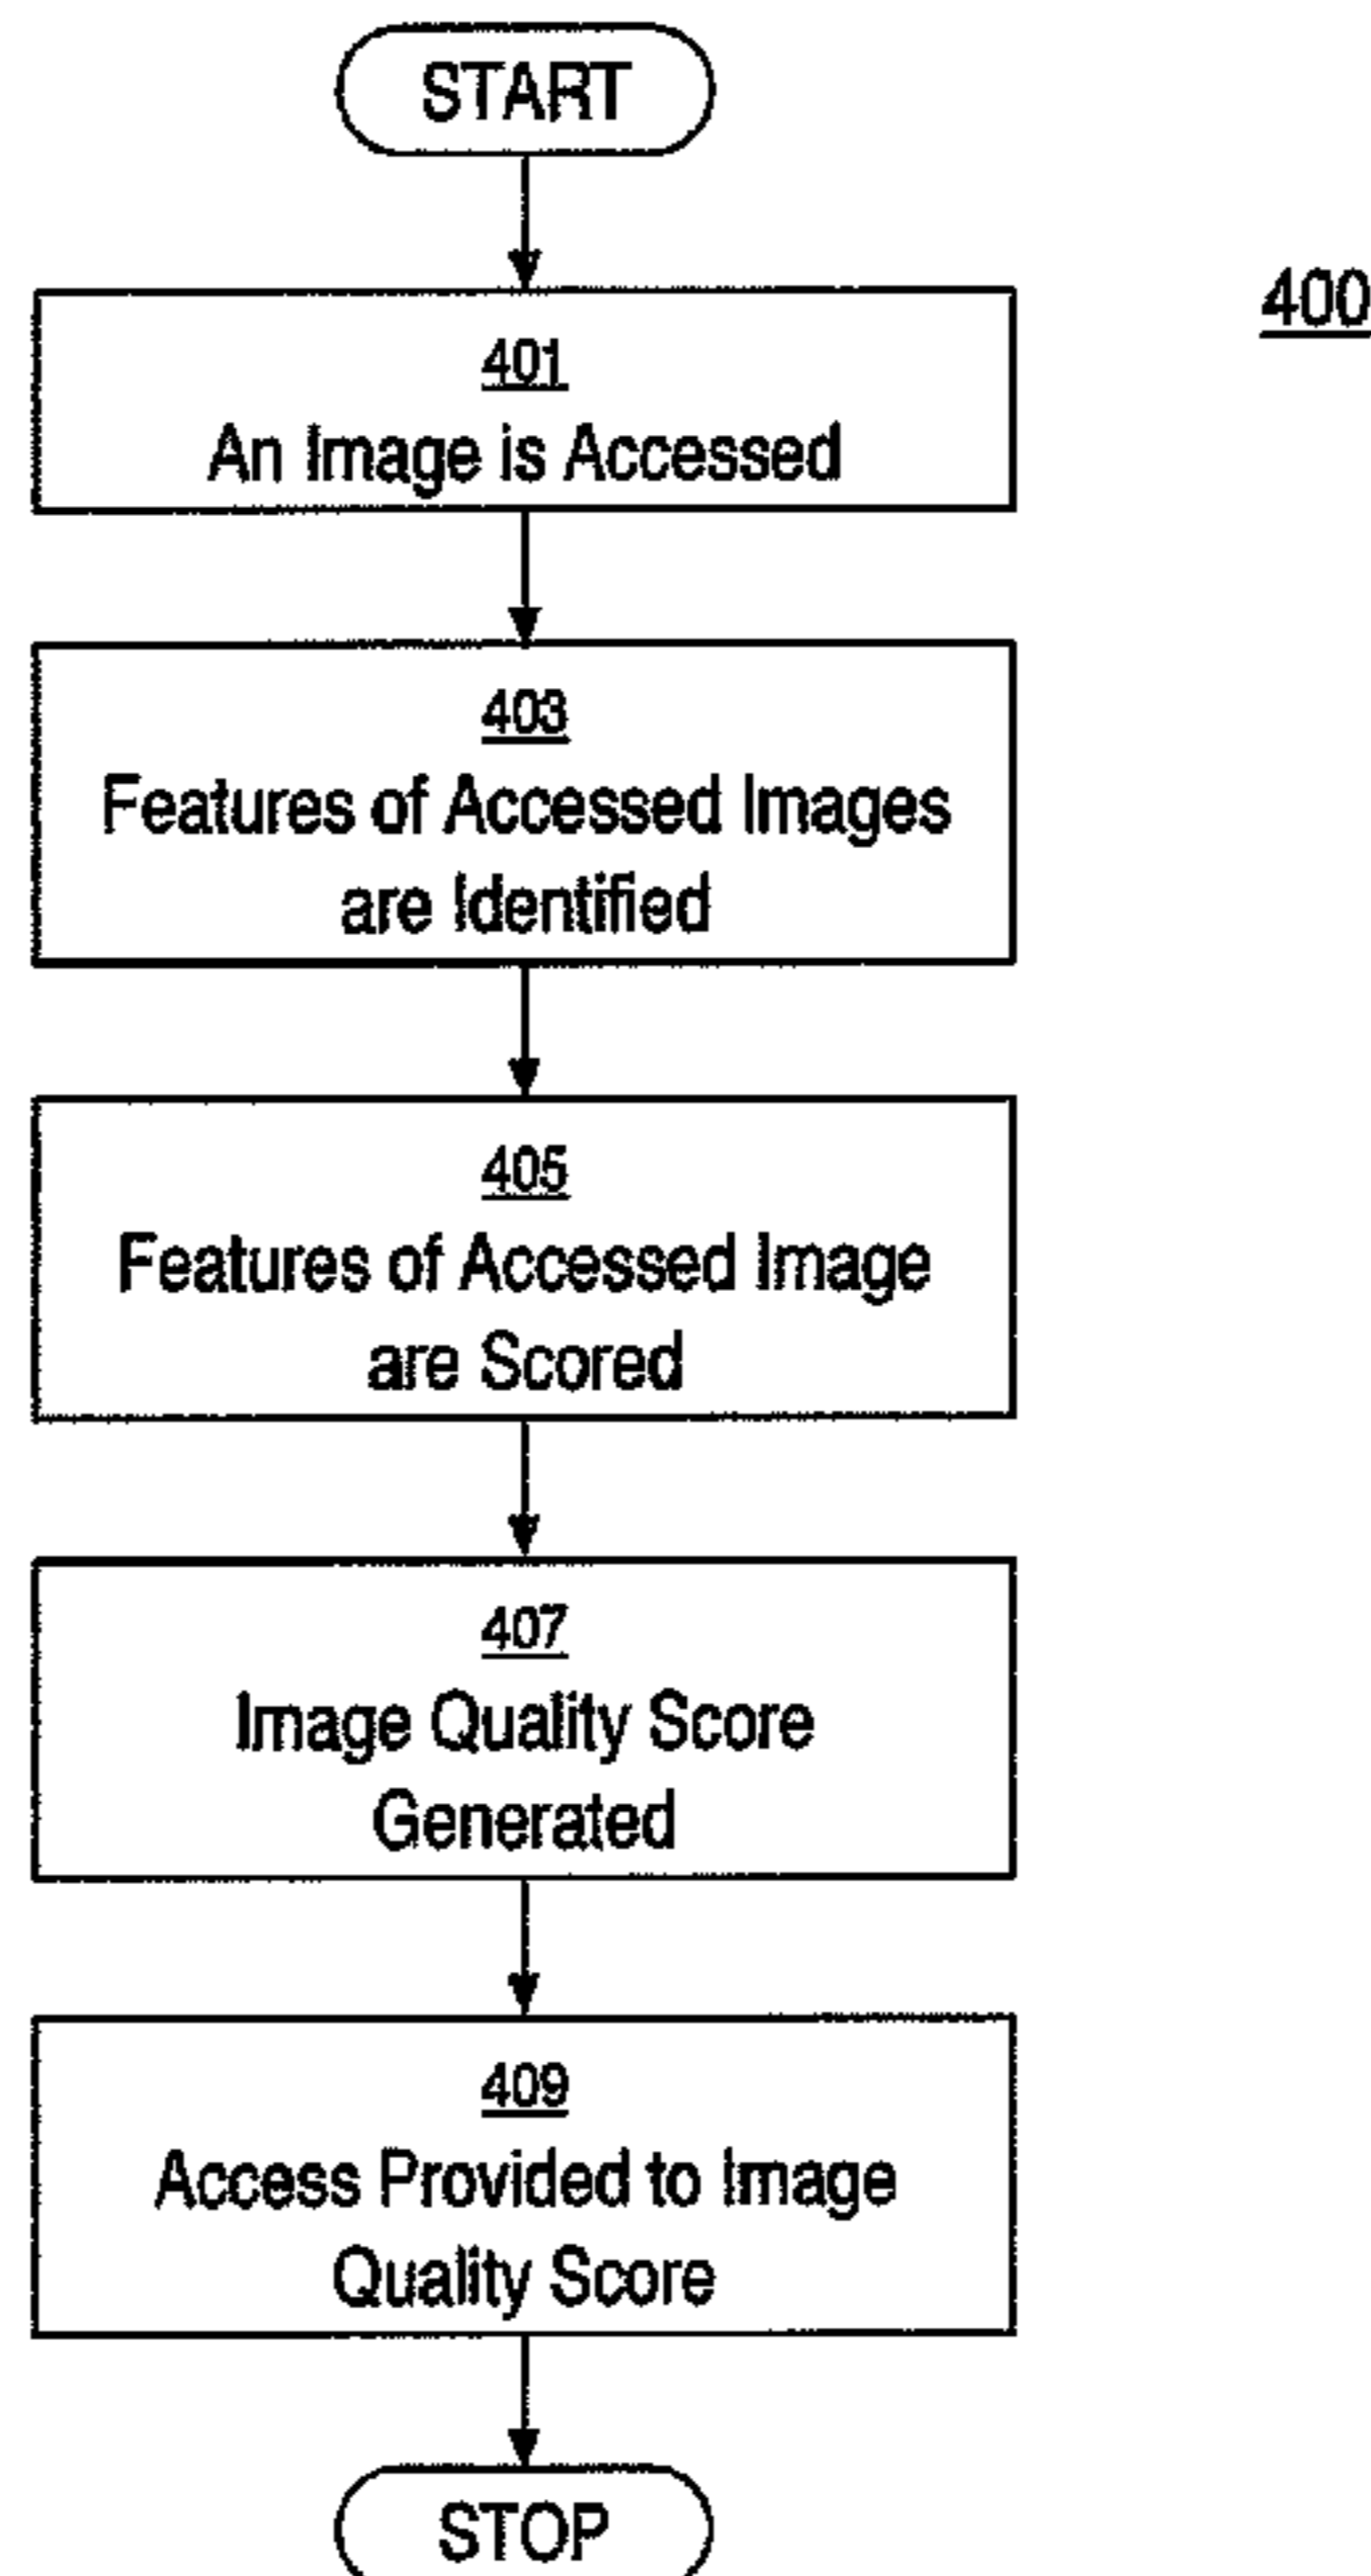 START
400
401
An Image is Accessed
403
Features of Accessed Images
are Identified
405
Features of Accessed Image
are Scored
407
Image Quality Score
Generated
409
Access Provided to Image
Quality Score
STOP